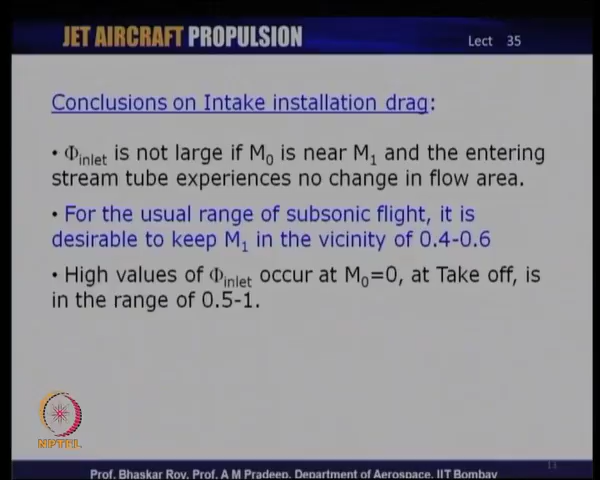 JET AIRCRAFT PROPULSION
Lect 35
Conclusions on Intake installation drag:
• Φinlet is not large if M0 is near M1 and the entering
stream tube experiences no change in flow area.
• For the usual range of subsonic flight, it is
desirable to keep M1 in the vicinity of 0.4-0.6
• High values of Φinlet occur at M0=0, at Take off, is
in the range of 0.5-1.
NPTEL
11
Prof. Bhaskar Roy, Prof. A M Pradeep, Department of Aerospace, IIT Bombay